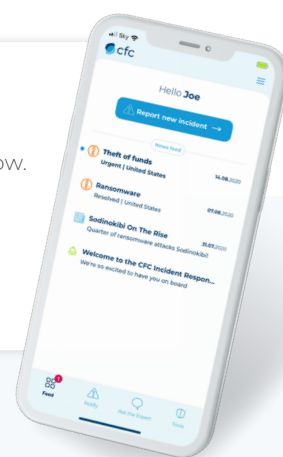 Sky
cfc
Hello Joe
Report new incident →
News feed
Theft of funds
14.08.2020
Urgent | United States
Ransomware
07.08.2020
Resolved | United States
Sodinokibi On The Rise
31.07.2020
Quarter of ransomware attacks Sodinokibi!
Welcome to the CFC Incident Respon...
We're so excited to have you on board
Feed
Notify
Ask the Expert
Tools